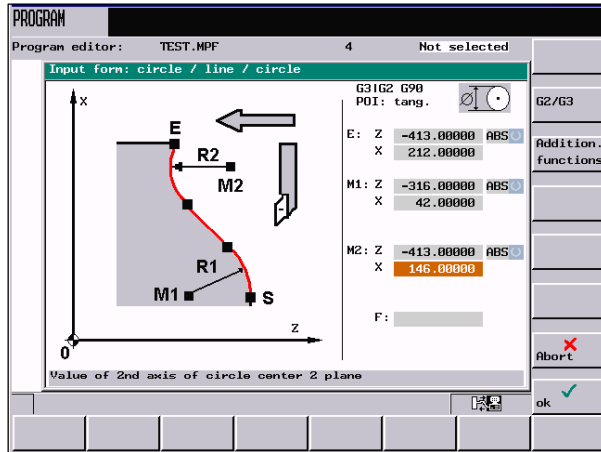 PROGRAM
Program editor: TEST.MPF 4 Not selected
Input form: circle / line / circle
G3|G2 G90
POI: tang.
G2/G3
Addition.
functions
X
E
R2
M2
R1
M1
S
Z
0
E: Z -413.00000 ABS
X 212.00000
M1: Z -316.00000 ABS
X 42.00000
M2: Z -413.00000 ABS
X 146.00000
F:
Abort
Value of 2nd axis of circle center 2 plane
ok